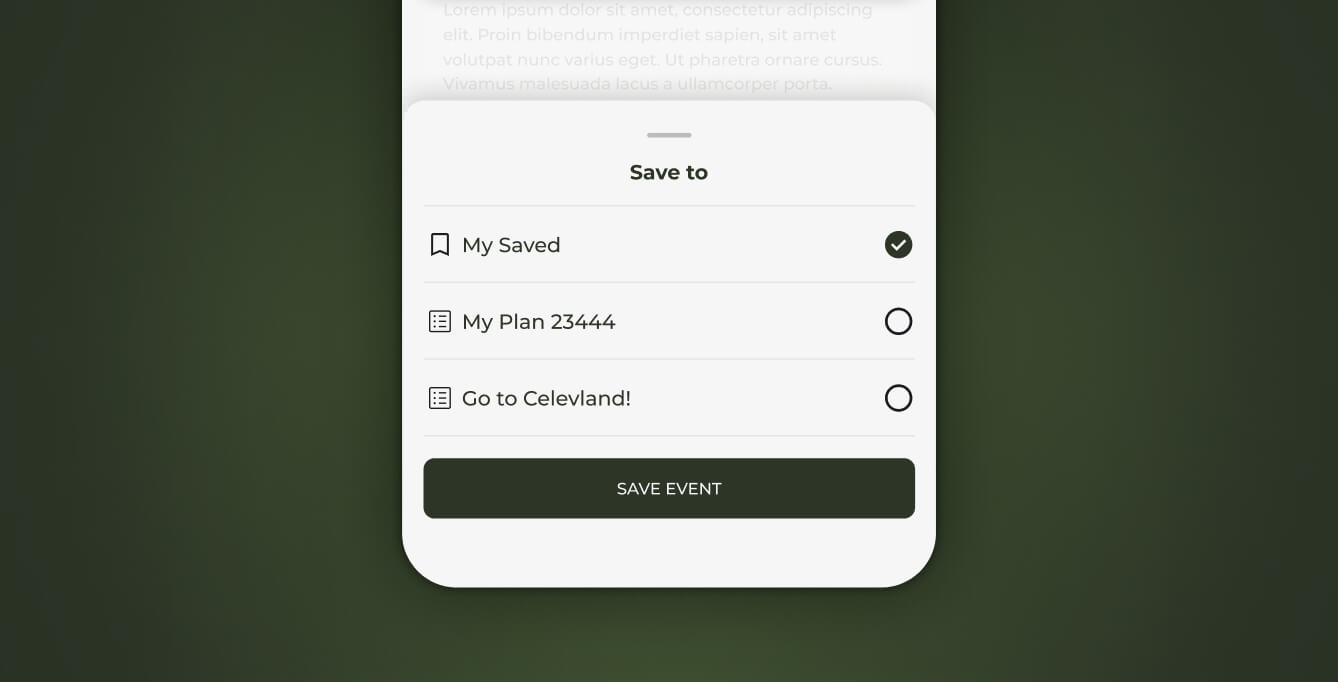 Lorem ipsum dolor sit amet, consectetur adipiscing
elit. Proin bibendum imperdiet sapien, sit amet
volutpat nunc varius eget. Ut pharetra ornare cursus.
Vivamus malesuada lacus a ullamcorper porta.
Save to
My Saved
My Plan 23444
Go to Celevland!
SAVE EVENT